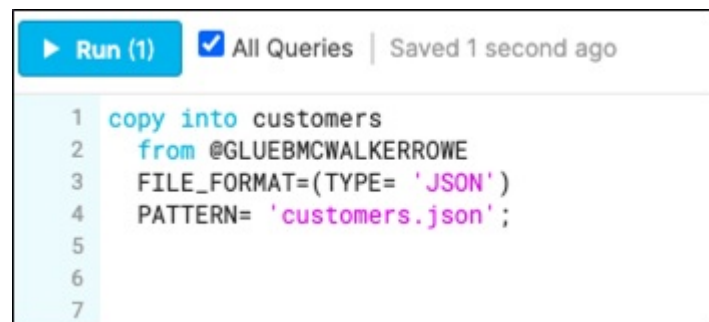 Run (1) All Queries Saved 1 second ago
1 copy into customers
2 from @GLUEBMCWALKERROWE
3 FILE_FORMAT=(TYPE= 'JSON')
4 PATTERN= 'customers.json';
5
6
7